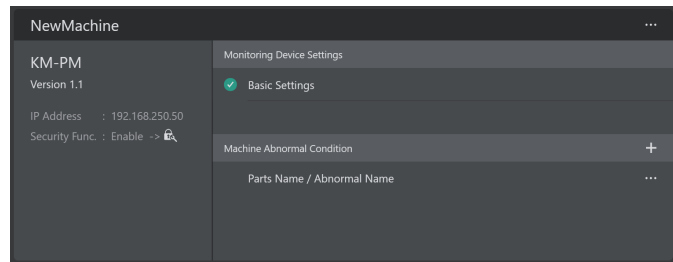 NewMachine
KM-PM
Version 1.1
IP Address : 192.168.250.50
Security Func. : Enable ->
Monitoring Device Settings
Basic Settings
Machine Abnormal Condition
Parts Name / Abnormal Name